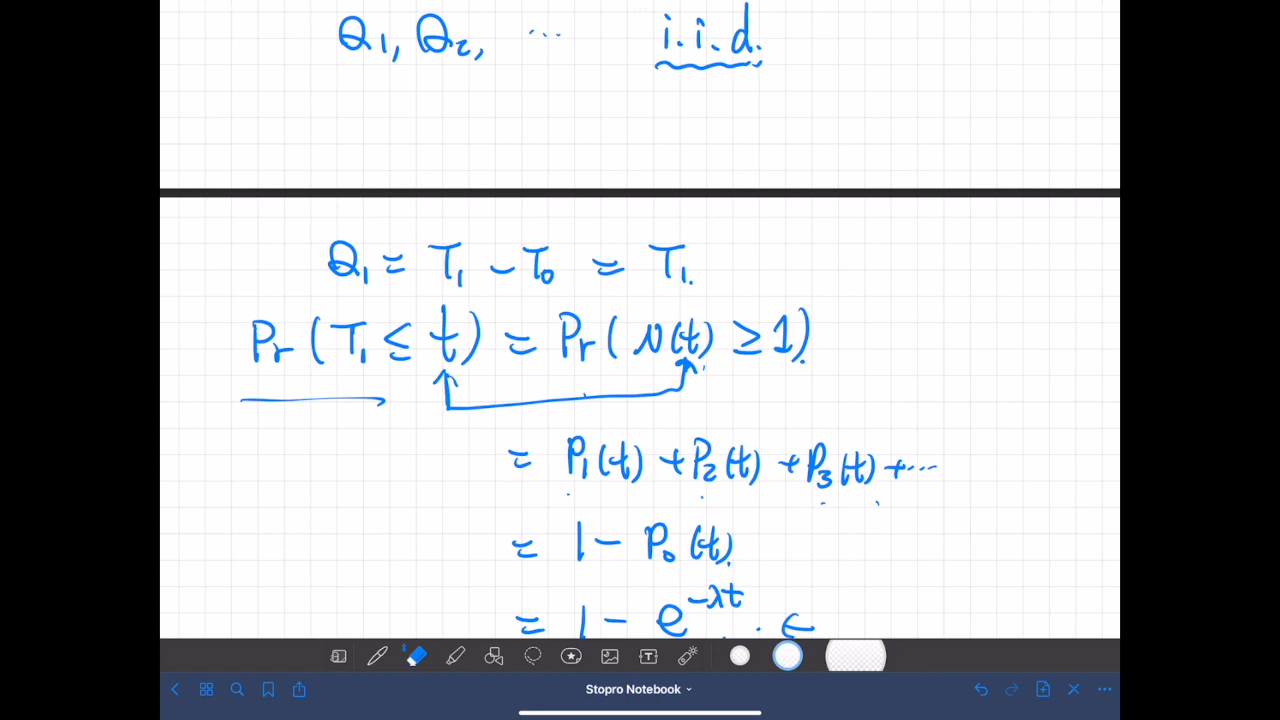 Q₁, Q₂, ... i.i.d.
Q₁ = T₁ - T₀ = T₁.
Pr(T₁ ≤ t) = Pr(N(t) ≥ 1)
= P₁(t) + P₂(t) + P₃(t) + ...
= 1 - P₀(t)
= 1 - e^{-λt}. ←
Stopro Notebook